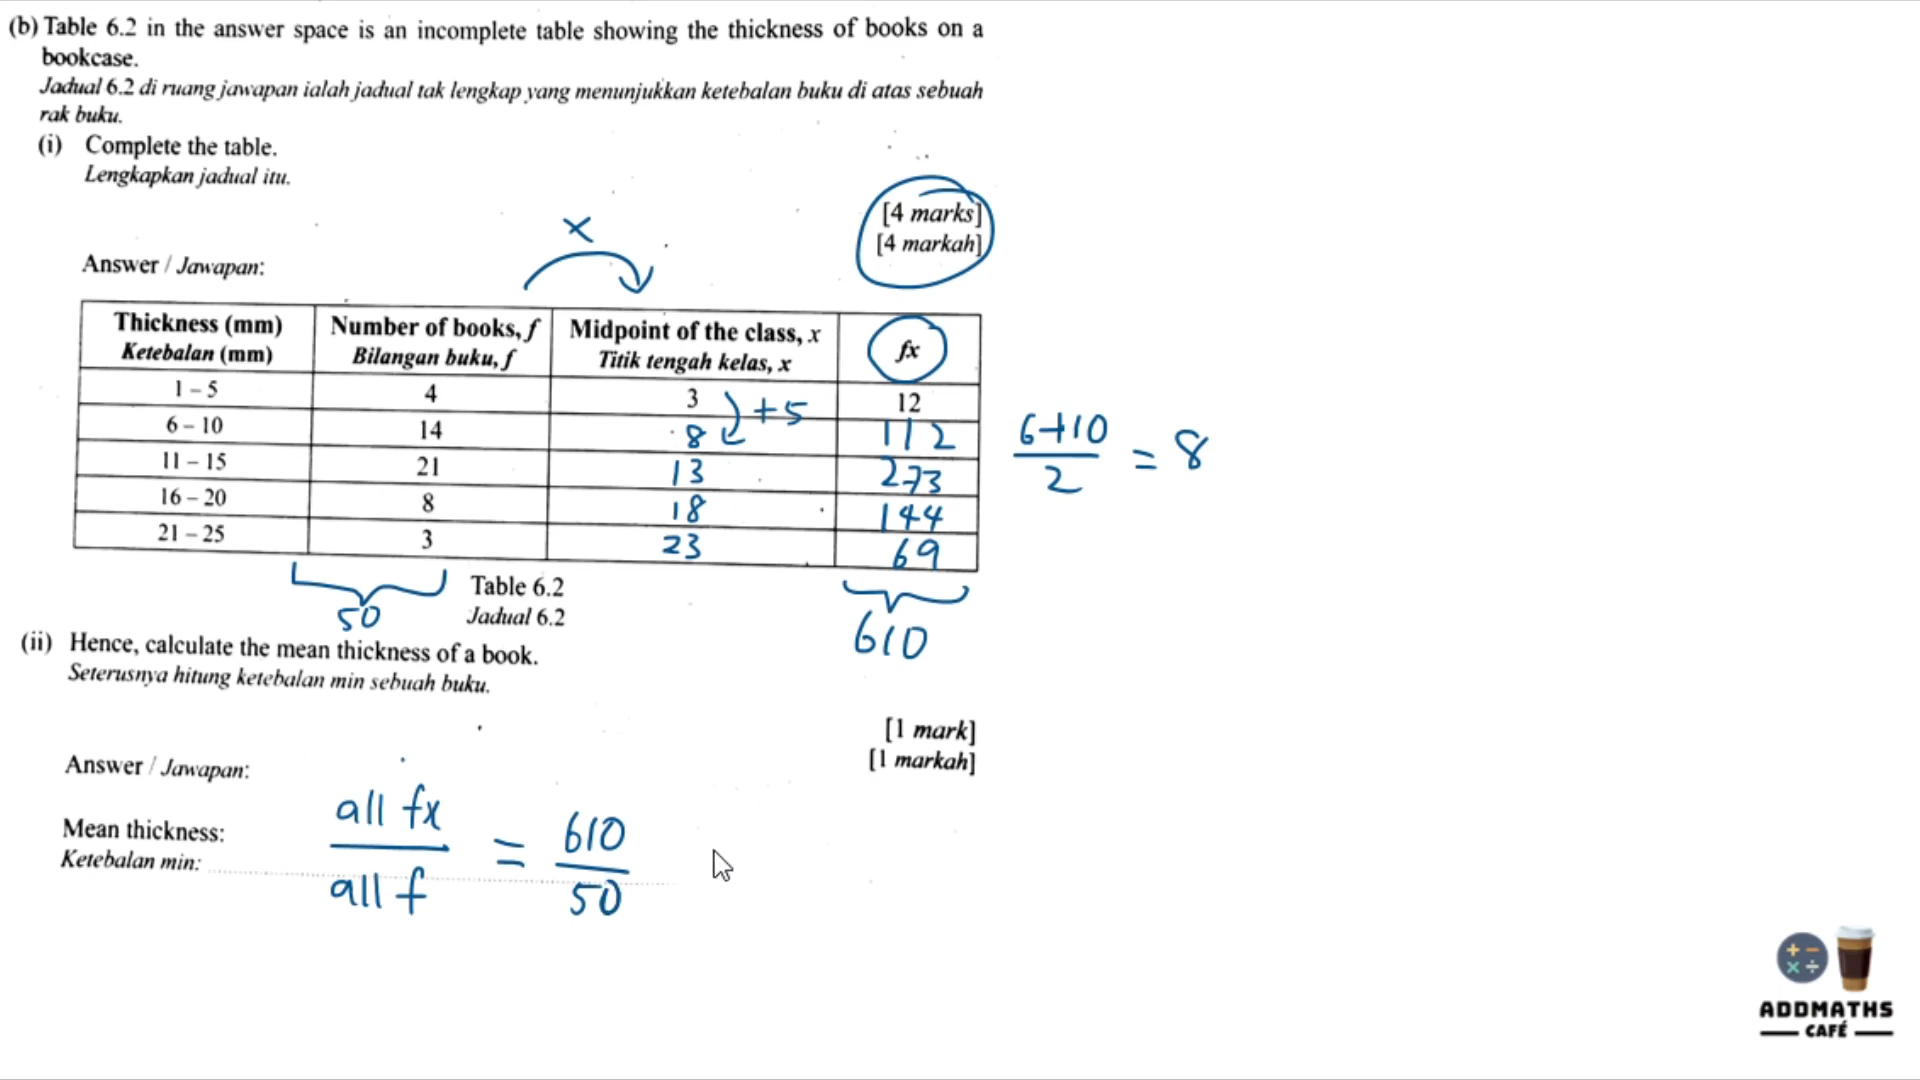 (b) Table 6.2 in the answer space is an incomplete table showing the thickness of books on a
bookcase.
Jadual 6.2 di ruang jawapan ialah jadual tak lengkap yang menunjukkan ketebalan buku di atas sebuah
rak buku.
(i) Complete the table.
Lengkapkan jadual itu.
[4 marks]
[4 markah]
x
Answer / Jawapan:
Thickness (mm) Number of books, f Midpoint of the class, x fx
Ketebalan (mm) Bilangan buku, f Titik tengah kelas, x
1 – 5 4 3 12
+5
6 – 10 14 8 112
11 – 15 21 13 273
16 – 20 8 18 144
21 – 25 3 23 69
6+10
2
= 8
50
610
Table 6.2
Jadual 6.2
(ii) Hence, calculate the mean thickness of a book.
Seterusnya hitung ketebalan min sebuah buku.
[1 mark]
[1 markah]
Answer / Jawapan:
Mean thickness:
Ketebalan min:
all fx
all f
= 610
50
+ −
× ÷
ADDMATHS
CAFÉ